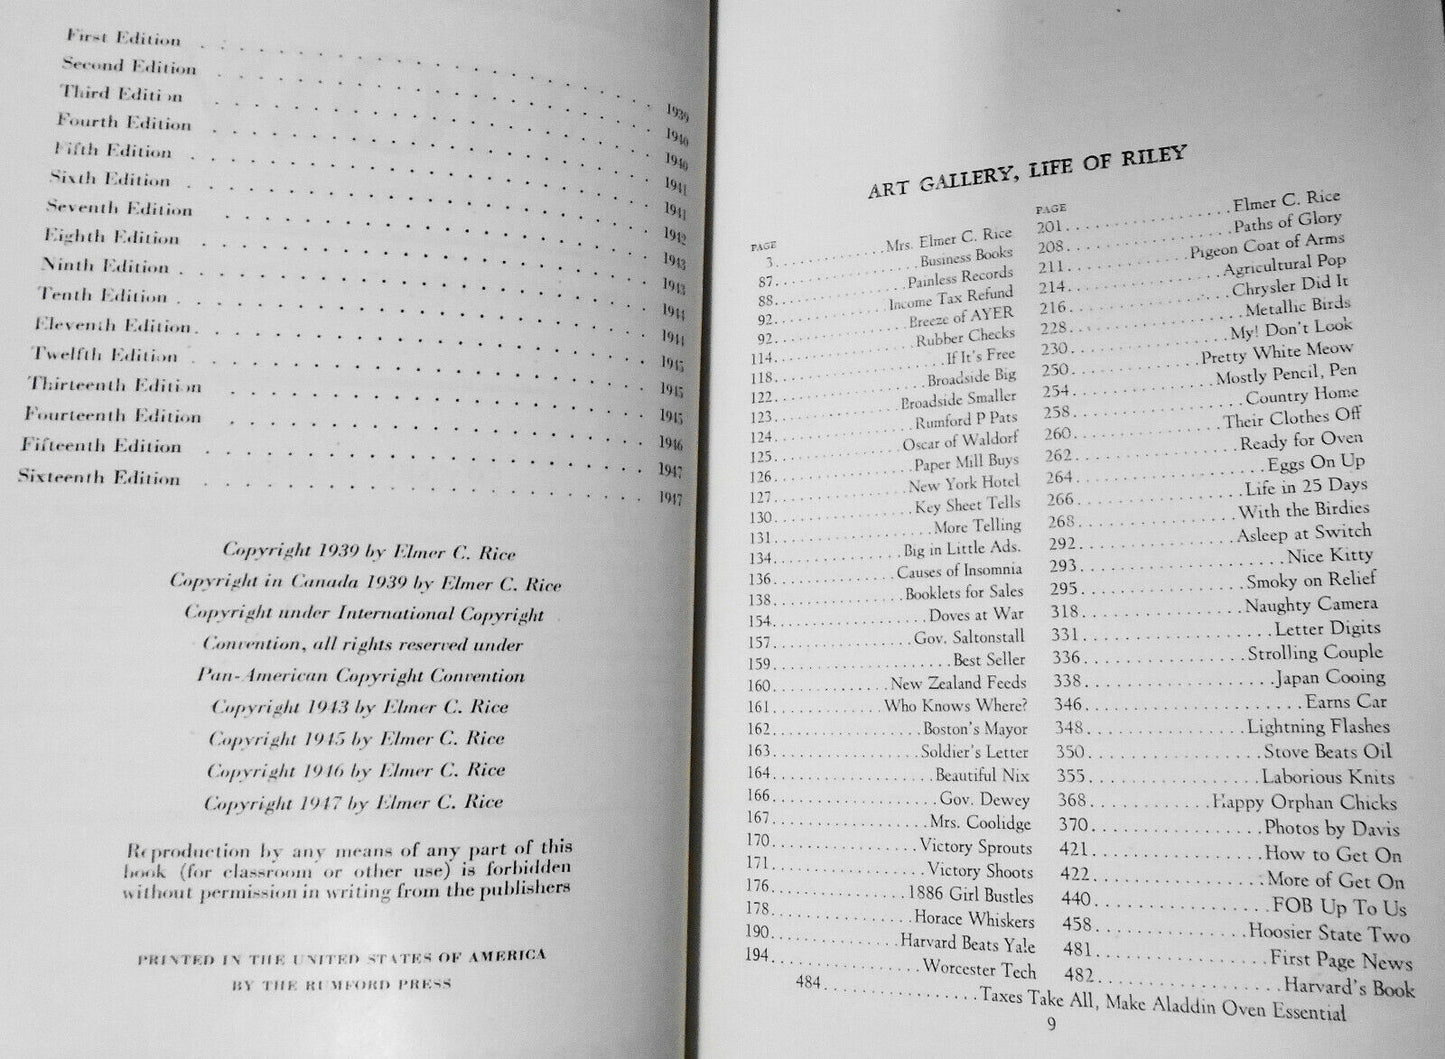 First Edition . . . . . . . . . . 1939
Second Edition . . . . . . . . . . 1940
Third Edition . . . . . . . . . . 1940
Fourth Edition . . . . . . . . . . 1941
Fifth Edition . . . . . . . . . . 1941
Sixth Edition . . . . . . . . . . 1942
Seventh Edition . . . . . . . . . . 1943
Eighth Edition . . . . . . . . . . 1943
Ninth Edition . . . . . . . . . . 1944
Tenth Edition . . . . . . . . . . 1944
Eleventh Edition . . . . . . . . . . 1945
Twelfth Edition . . . . . . . . . . 1945
Thirteenth Edition . . . . . . . . . . 1945
Fourteenth Edition . . . . . . . . . . 1946
Fifteenth Edition . . . . . . . . . . 1947
Sixteenth Edition . . . . . . . . . . 1947
Copyright 1939 by Elmer C. Rice
Copyright in Canada 1939 by Elmer C. Rice
Copyright under International Copyright
Convention, all rights reserved under
Pan-American Copyright Convention
Copyright 1943 by Elmer C. Rice
Copyright 1945 by Elmer C. Rice
Copyright 1946 by Elmer C. Rice
Copyright 1947 by Elmer C. Rice
Reproduction by any means of any part of this
book (for classroom or other use) is forbidden
without permission in writing from the publishers
PRINTED IN THE UNITED STATES OF AMERICA
BY THE RUMFORD PRESS
ART GALLERY, LIFE OF RILEY
PAGE
3..........Mrs. Elmer C. Rice
87..........Business Books
88..........Painless Records
92..........Income Tax Refund
92..........Breeze of AYER
114..........Rubber Checks
118..........If It's Free
122..........Broadside Big
123..........Broadside Smaller
124..........Rumford P Pats
125..........Oscar of Waldorf
126..........Paper Mill Buys
127..........New York Hotel
130..........Key Sheet Tells
131..........More Telling
134..........Big in Little Ads.
136..........Causes of Insomnia
138..........Booklets for Sales
154..........Doves at War
157..........Gov. Saltonstall
159..........Best Seller
160..........New Zealand Feeds
161..........Who Knows Where?
162..........Boston's Mayor
163..........Soldier's Letter
164..........Beautiful Nix
166..........Gov. Dewey
167..........Mrs. Coolidge
170..........Victory Sprouts
171..........Victory Shoots
176..........1886 Girl Bustles
178..........Horace Whiskers
190..........Harvard Beats Yale
194..........Worcester Tech
PAGE
201..........Elmer C. Rice
208..........Paths of Glory
211..........Pigeon Coat of Arms
214..........Agricultural Pop
216..........Chrysler Did It
228..........Metallic Birds
230..........My! Don't Look
250..........Pretty White Meow
254..........Mostly Pencil, Pen
258..........Country Home
260..........Their Clothes Off
262..........Ready for Oven
264..........Eggs On Up
266..........Life in 25 Days
268..........With the Birdies
292..........Asleep at Switch
293..........Nice Kitty
295..........Smoky on Relief
318..........Naughty Camera
331..........Letter Digits
336..........Strolling Couple
338..........Japan Cooing
346..........Earns Car
348..........Lightning Flashes
350..........Stove Beats Oil
355..........Laborious Knits
368..........Happy Orphan Chicks
370..........Photos by Davis
421..........How to Get On
422..........More of Get On
440..........FOB Up To Us
458..........Hoosier State Two
481..........First Page News
482..........Harvard's Book
484..........Taxes Take All, Make Aladdin Oven Essential
9